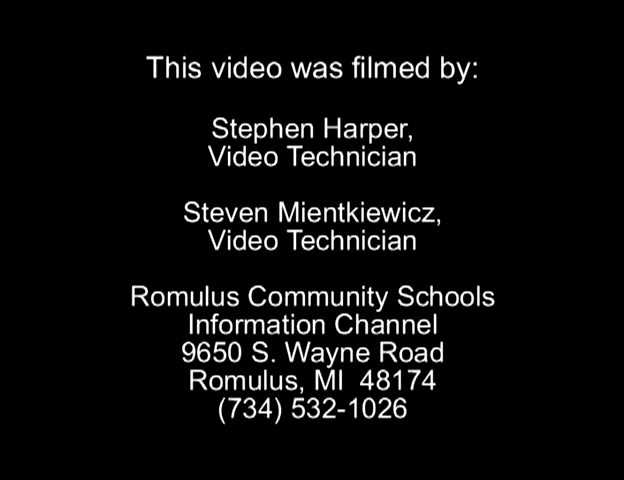 This video was filmed by:
Stephen Harper,
Video Technician
Steven Mientkiewicz,
Video Technician
Romulus Community Schools
Information Channel
9650 S. Wayne Road
Romulus, MI  48174
(734) 532-1026